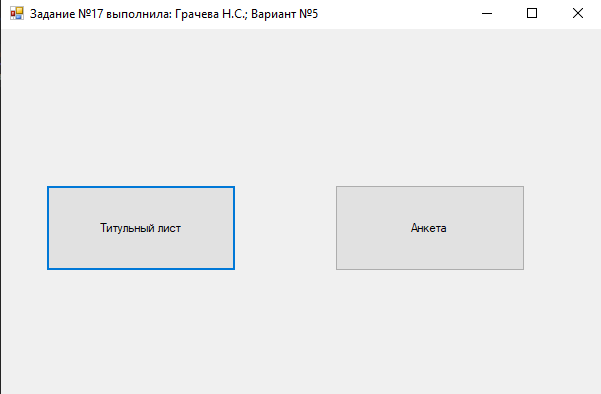 Задание №17 выполнила: Грачева Н.С.; Вариант №5
Титульный лист
Анкета